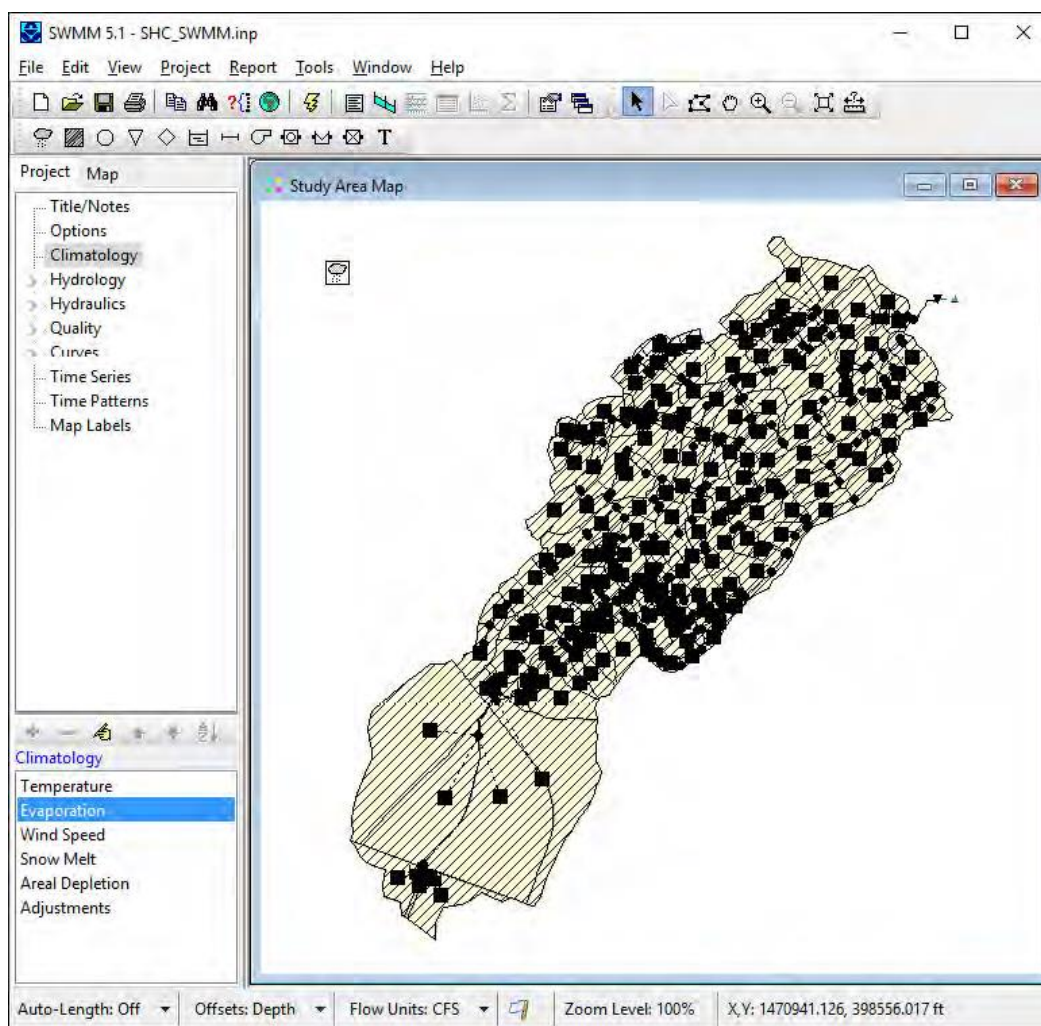 SWMM 5.1 - SHC_SWMM.inp
File Edit View Project Report Tools Window Help
T
Project Map
Study Area Map
Title/Notes
Options
Climatology
Hydrology
Hydraulics
Quality
Curves
Time Series
Time Patterns
Map Labels
Climatology
Temperature
Evaporation
Wind Speed
Snow Melt
Areal Depletion
Adjustments
Auto-Length: Off Offsets: Depth Flow Units: CFS Zoom Level: 100% X,Y: 1470941.126, 398556.017 ft